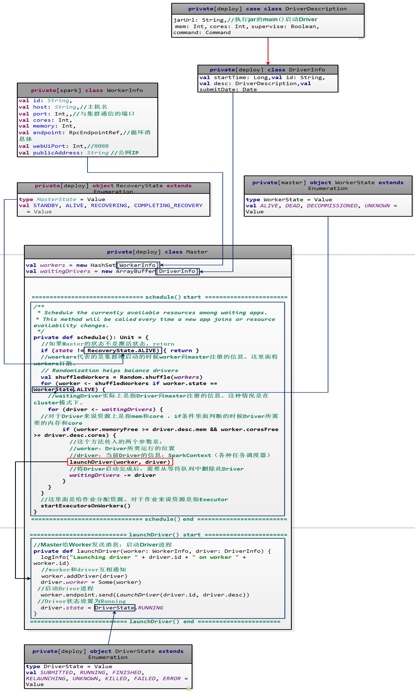 private[deploy] case class DriverDescription
jarUrl: String,//执行jar的main()启动Driver
mem: Int, cores: Int, supervise: Boolean,
command: Command
private[deploy] class DriverInfo
val startTime: Long,val id: String,
val desc: DriverDescription,val
submitDate: Date
private[spark] class WorkerInfo
val id: String,
val host: String,//主机名
val port: Int,//与集群通信的端口
val cores: Int,
val memory: Int,
val endpoint: RpcEndpointRef,//循环消
息体
val webUiPort: Int,//8080
val publicAddress: String //公网IP
private[deploy] object RecoveryState extends
Enumeration
type MasterState = Value
val STANDBY, ALIVE, RECOVERING, COMPLETING_RECOVERY
= Value
private[master] object WorkerState extends
Enumeration
type WorkerState = Value
val ALIVE, DEAD, DECOMMISSIONED, UNKNOWN =
Value
private[deploy] class Master
val workers = new HashSet[WorkerInfo]
val waitingDrivers = new ArrayBuffer[DriverInfo]
======================== schedule() start ========================
/**
* Schedule the currently available resources among waiting apps.
* This method will be called every time a new app joins or resource
availability changes.
*/
private def schedule(): Unit = {
//如果Master的状态不是激活状态，return
if (state != RecoveryState.ALIVE) { return }
//workers代表的是集群启动的时候worker向master注册的信息，这里面将
workers打散。
// Randomization helps balance drivers
val shuffledWorkers = Random.shuffle(workers)
for (worker <- shuffledWorkers if worker.state ==
WorkerState.ALIVE) {
//waitingDriver实际上是指Driver向master注册的信息，这种情况是在
cluster模式下。
for (driver <- waitingDrivers) {
//对于Driver来说资源上是指mem和core，if条件里面判断的时候Driver所需
要的内存和core
if (worker.memoryFree >= driver.desc.mem && worker.coresFree
>= driver.desc.cores) {
//这个方法传入的两个参数是：
//worker：Driver所要运行的位置
//driver：当前Driver的信息：SparkContext（各种任务调度器）
launchDriver(worker, driver)
//将Driver启动完成后，需要从等待队列中删除此Driver
waitingDrivers -= driver
}
}
}
//这里面是给作业分配资源，对于作业来说资源是指Executor
startExecutorsOnWorkers()
}
======================== schedule()end ========================
======================== launchDriver() start ========================
//Master给Worker发送消息：启动Driver进程
private def launchDriver(worker: WorkerInfo, driver: DriverInfo) {
logInfo("Launching driver " + driver.id + " on worker " +
worker.id)
//worker和driver互相通知
worker.addDriver(driver)
driver.worker = Some(worker)
//启动Driver进程
worker.endpoint.send(LaunchDriver(driver.id, driver.desc))
//Driver状态设置为Running
driver.state = DriverState.RUNNING
}
======================== launchDriver() end ========================
private[deploy] object DriverState extends
Enumeration
type DriverState = Value
val SUBMITTED, RUNNING, FINISHED,
RELAUNCHING, UNKNOWN, KILLED, FAILED, ERROR =
Value